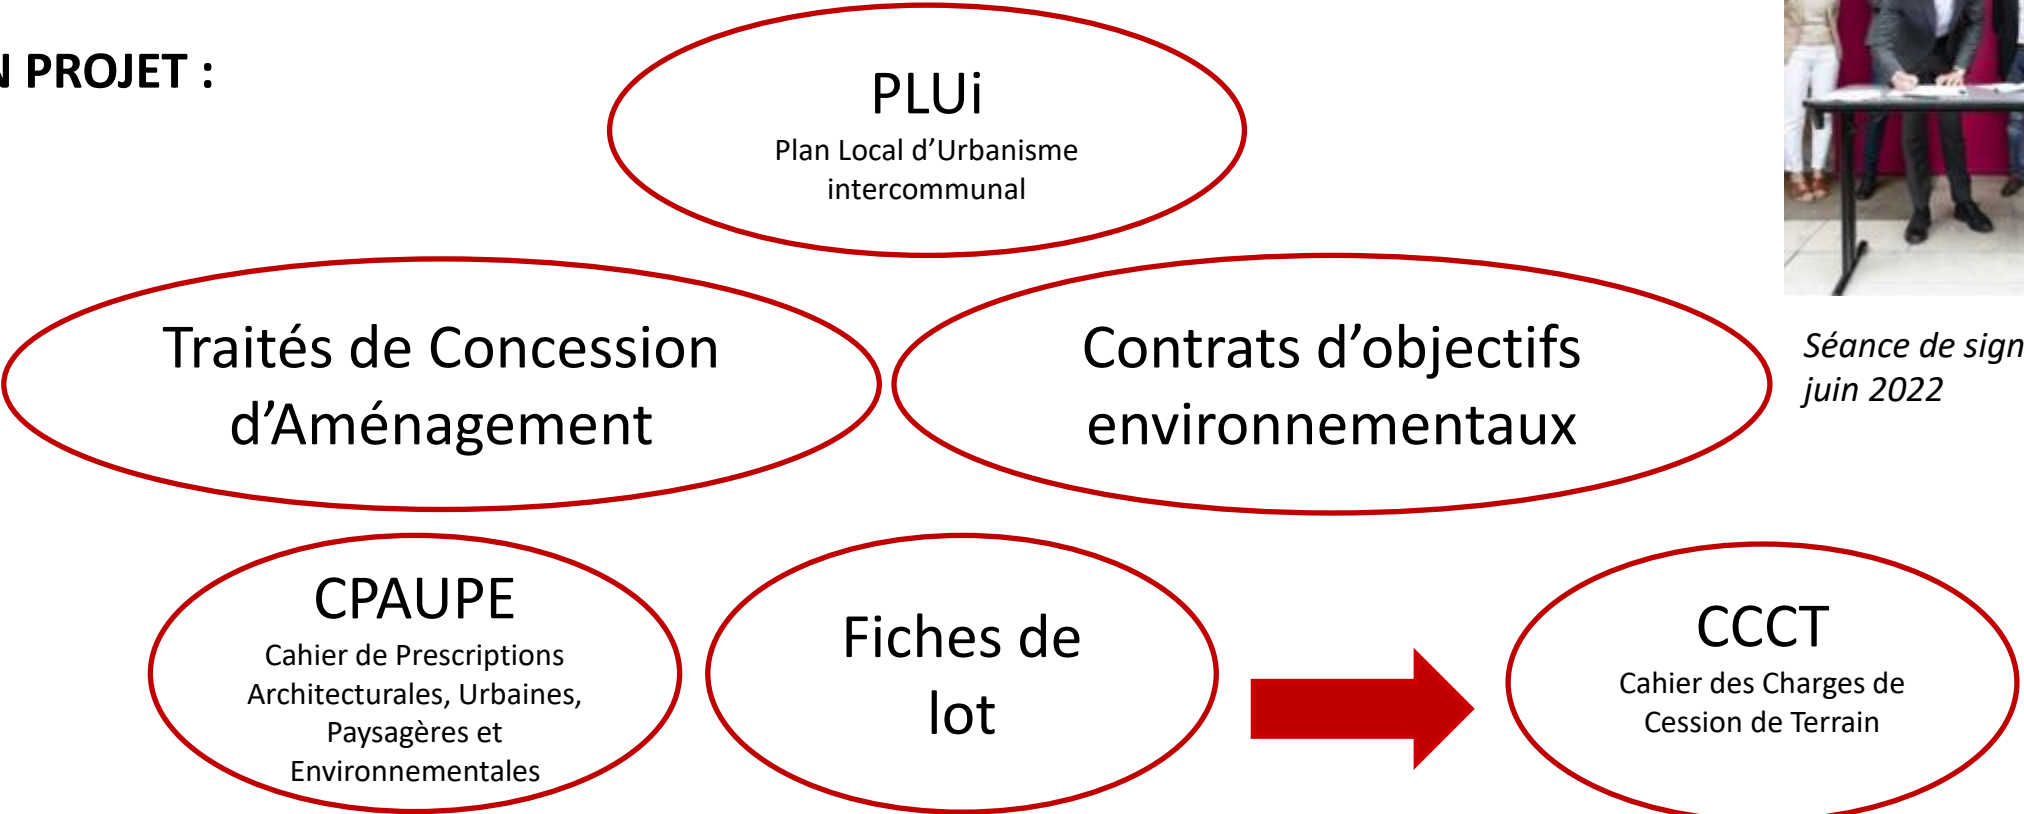 N PROJET :
PLUi
Plan Local d’Urbanisme
intercommunal
Traités de Concession
d’Aménagement
Contrats d’objectifs
environnementaux
Séance de sign
juin 2022
CPAUPE
Cahier de Prescriptions
Architecturales, Urbaines,
Paysagères et
Environnementales
Fiches de
lot
CCCT
Cahier des Charges de
Cession de Terrain